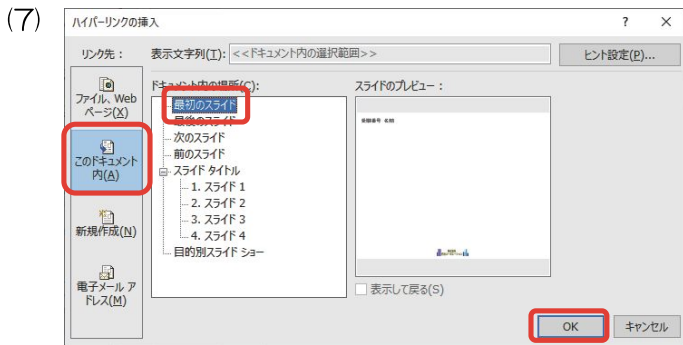 (7)
ハイパーリンクの挿入 ? ×
リンク先： 表示文字列(T): <<ドキュメント内の選択範囲>> ヒント設定(P)...
ファイル、Web
ページ(X)
このドキュメント
内(A)
新規作成(N)
電子メール ア
ドレス(M)
ドキュメント内の場所(C):
最初のスライド
最後のスライド
次のスライド
前のスライド
スライド タイトル
1. スライド 1
2. スライド 2
3. スライド 3
4. スライド 4
目的別スライド ショー
スライドのプレビュー：
受験番号 名前
表示して戻る(S)
OK キャンセル